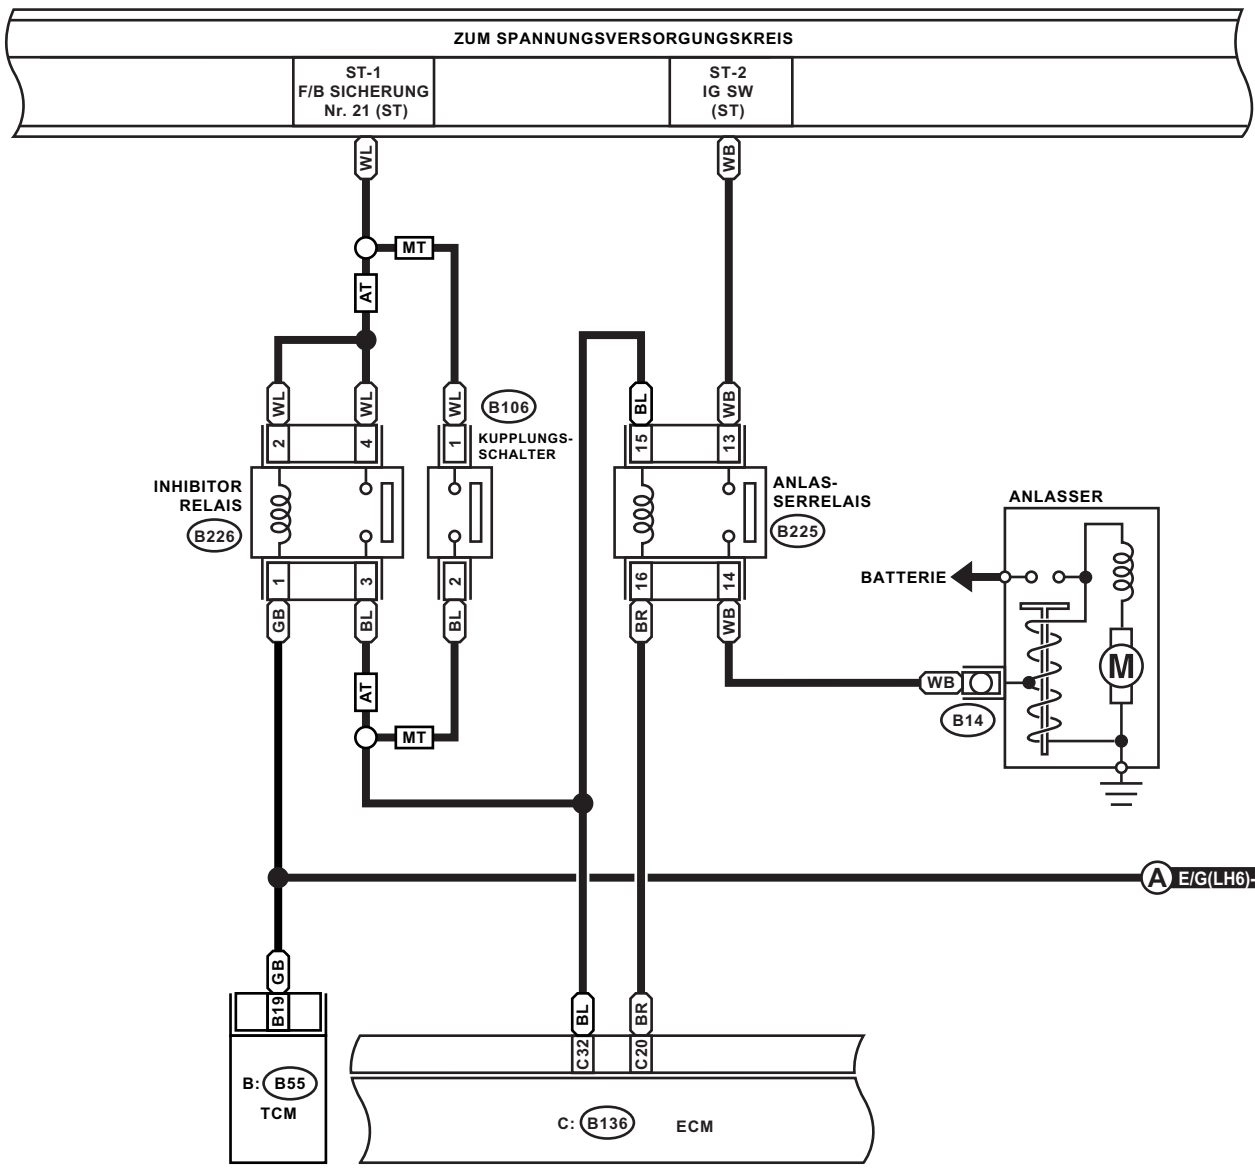 ZUM SPANNUNGSVERSORGUNGSKREIS
ST-1
F/B SICHERUNG
Nr. 21 (ST)
ST-2
IG SW
(ST)
WL
WB
MT
AT
WL
WL
WL
B106
BL
WB
2
4
1
KUPPLUNGS-
SCHALTER
15
13
INHIBITOR
RELAIS
B226
ANLAS-
SERRELAIS
B225
ANLASSER
BATTERIE
1
3
2
16
14
GB
BL
BL
BR
WB
M
AT
WB
B14
MT
A E/G(LH6)-
GB
B19
BL
BR
C32
C20
B: B55
TCM
C: B136 ECM